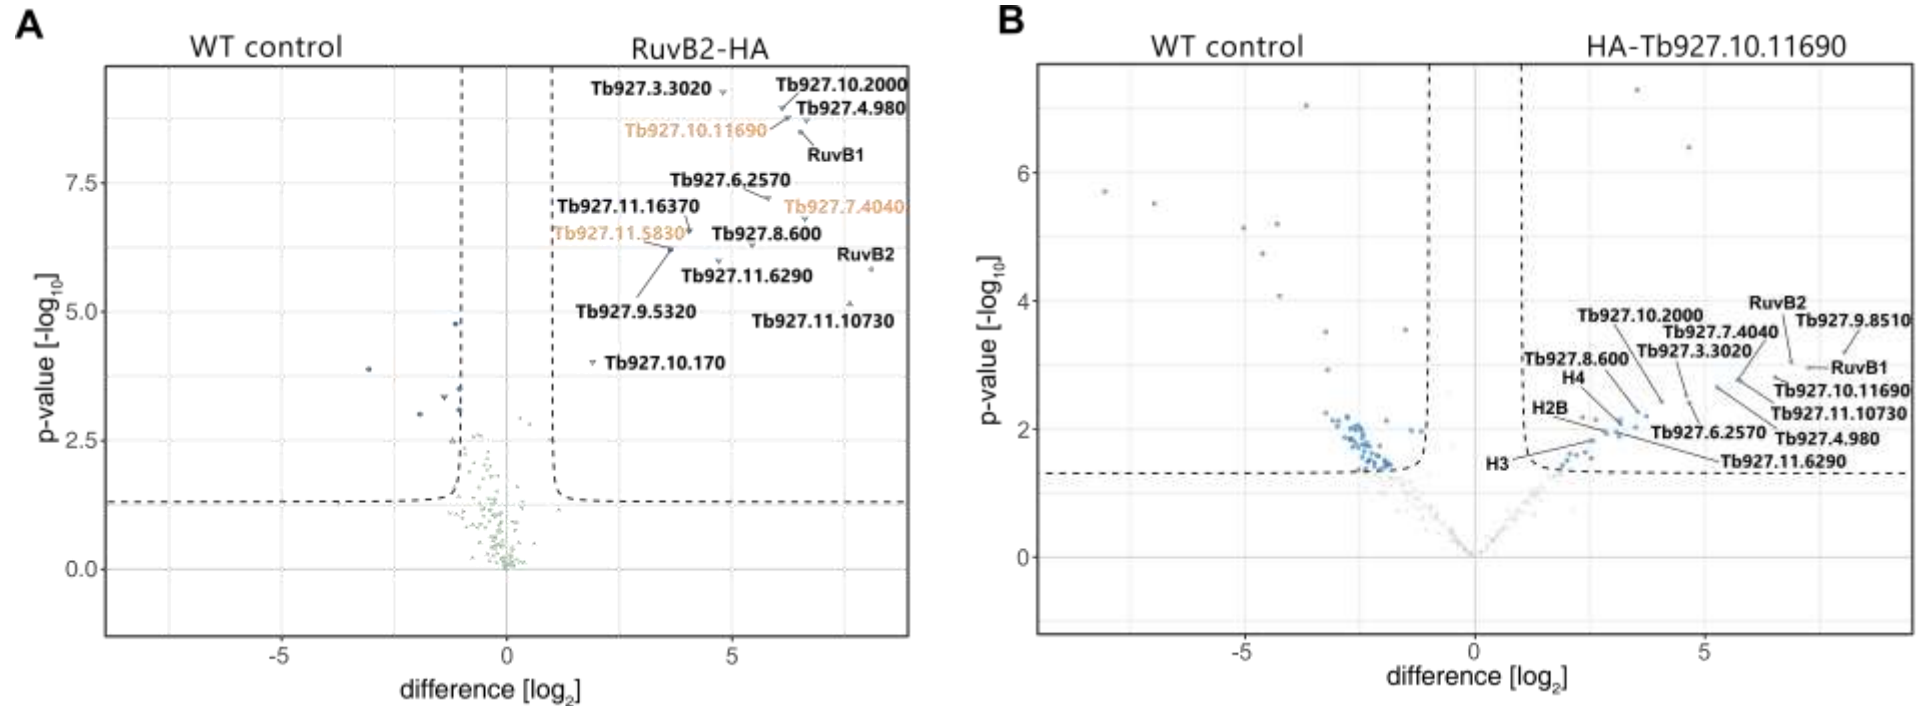 A
WT control
RuvB2-HA
Tb927.3.3020
Tb927.10.2000
Tb927.4.980
Tb927.10.11690
RuvB1
Tb927.6.2570
Tb927.11.16370
Tb927.7.4040
Tb927.11.5830
Tb927.8.600
RuvB2
Tb927.11.6290
Tb927.9.5320
Tb927.11.10730
Tb927.10.170
7.5
5.0
2.5
0.0
p-value [-log10]
-5
0
5
difference [log2]
B
WT control
HA-Tb927.10.11690
RuvB2
Tb927.10.2000
Tb927.9.8510
Tb927.7.4040
Tb927.3.3020
Tb927.8.600
RuvB1
H4
Tb927.10.11690
H2B
Tb927.11.10730
Tb927.6.2570
Tb927.4.980
H3
Tb927.11.6290
6
4
2
0
p-value [-log10]
-5
0
5
difference [log2]